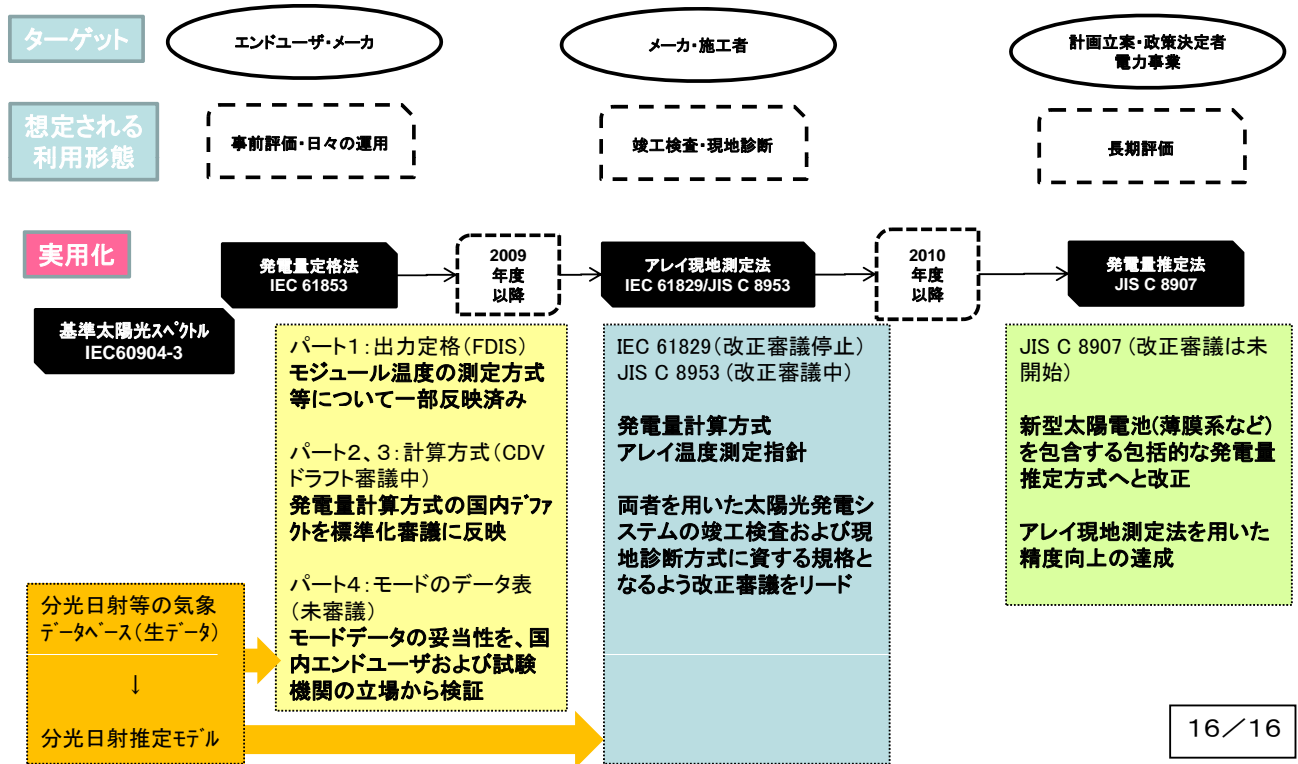 ターゲット
エンドユーザ・メーカ
メーカ・施工者
計画立案・政策決定者
電力事業
想定される
利用形態
事前評価・日々の運用
竣工検査・現地診断
長期評価
実用化
発電量定格法
IEC 61853
2009
年度
以降
アレイ現地測定法
IEC 61829/JIS C 8953
2010
年度
以降
発電量推定法
JIS C 8907
基準太陽光スペクトル
IEC60904-3
パート1：出力定格（FDIS）
モジュール温度の測定方式
等について一部反映済み
パート2、3：計算方式（CDV
ドラフト審議中）
発電量計算方式の国内デファ
クトを標準化審議に反映
パート4：モードのデータ表
（未審議）
モードデータの妥当性を、国
内エンドユーザおよび試験
機関の立場から検証
IEC 61829（改正審議停止）
JIS C 8953（改正審議中）
発電量計算方式
アレイ温度測定指針
両者を用いた太陽光発電シ
ステムの竣工検査および現
地診断方式に資する規格と
なるよう改正審議をリード
JIS C 8907（改正審議は未
開始）
新型太陽電池（薄膜系など）
を包含する包括的な発電量
推定方式へと改正
アレイ現地測定法を用いた
精度向上の達成
分光日射等の気象
データベース（生データ）
↓
分光日射推定モデル
16／16